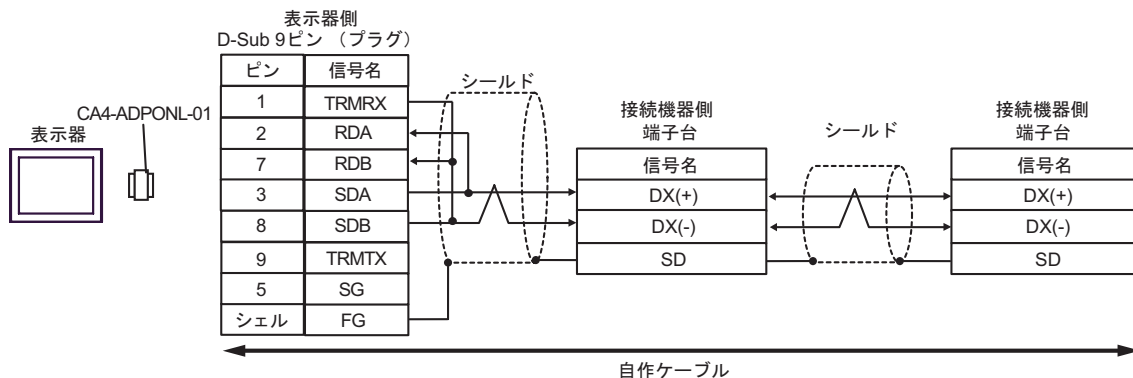 表示器側
D-Sub 9ピン （プラグ）
ピン 信号名
1 TRMRX
2 RDA
7 RDB
3 SDA
8 SDB
9 TRMTX
5 SG
シェル FG
CA4-ADPONL-01
表示器
シールド
接続機器側
端子台
信号名
DX(+)
DX(-)
SD
シールド
接続機器側
端子台
信号名
DX(+)
DX(-)
SD
自作ケーブル